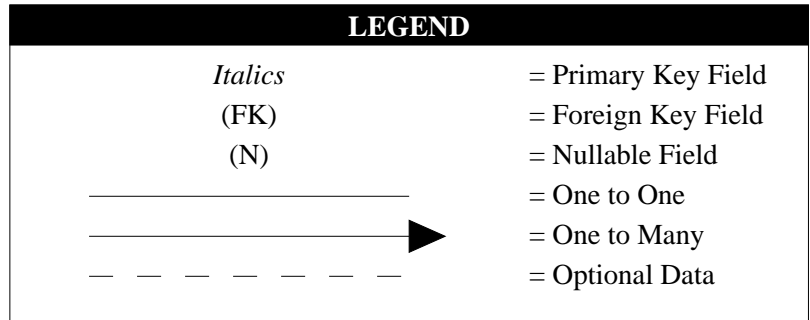 LEGEND
Italics = Primary Key Field
(FK) = Foreign Key Field
(N) = Nullable Field
= One to One
= One to Many
= Optional Data